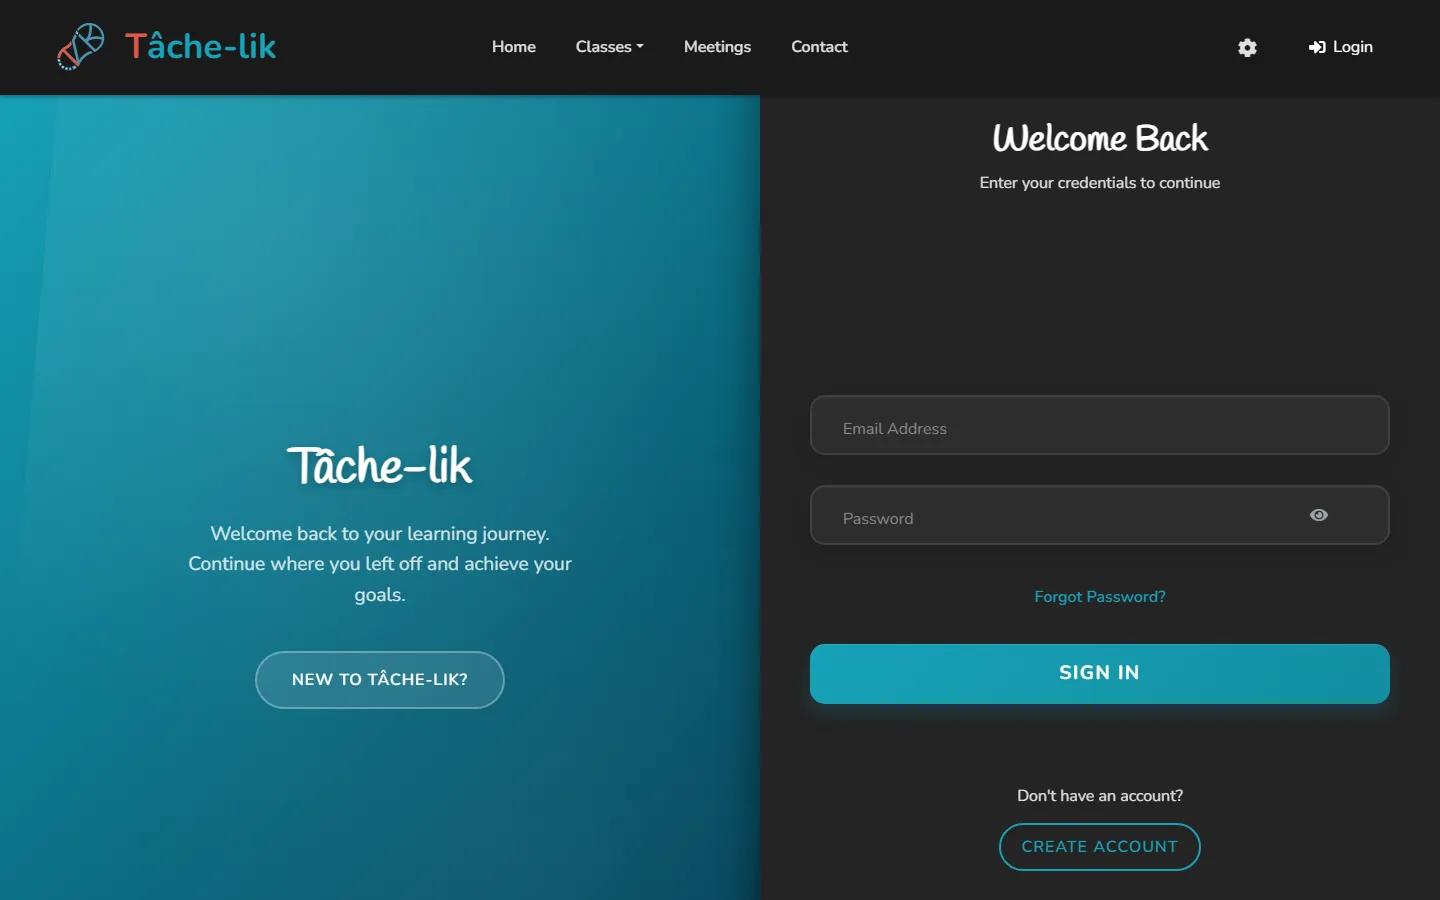 Tâche-lik
Home
Classes
Meetings
Contact
Login
Tâche-lik
Welcome back to your learning journey.
Continue where you left off and achieve your
goals.
NEW TO TÂCHE-LIK?
Welcome Back
Enter your credentials to continue
Email Address
Password
Forgot Password?
SIGN IN
Don't have an account?
CREATE ACCOUNT